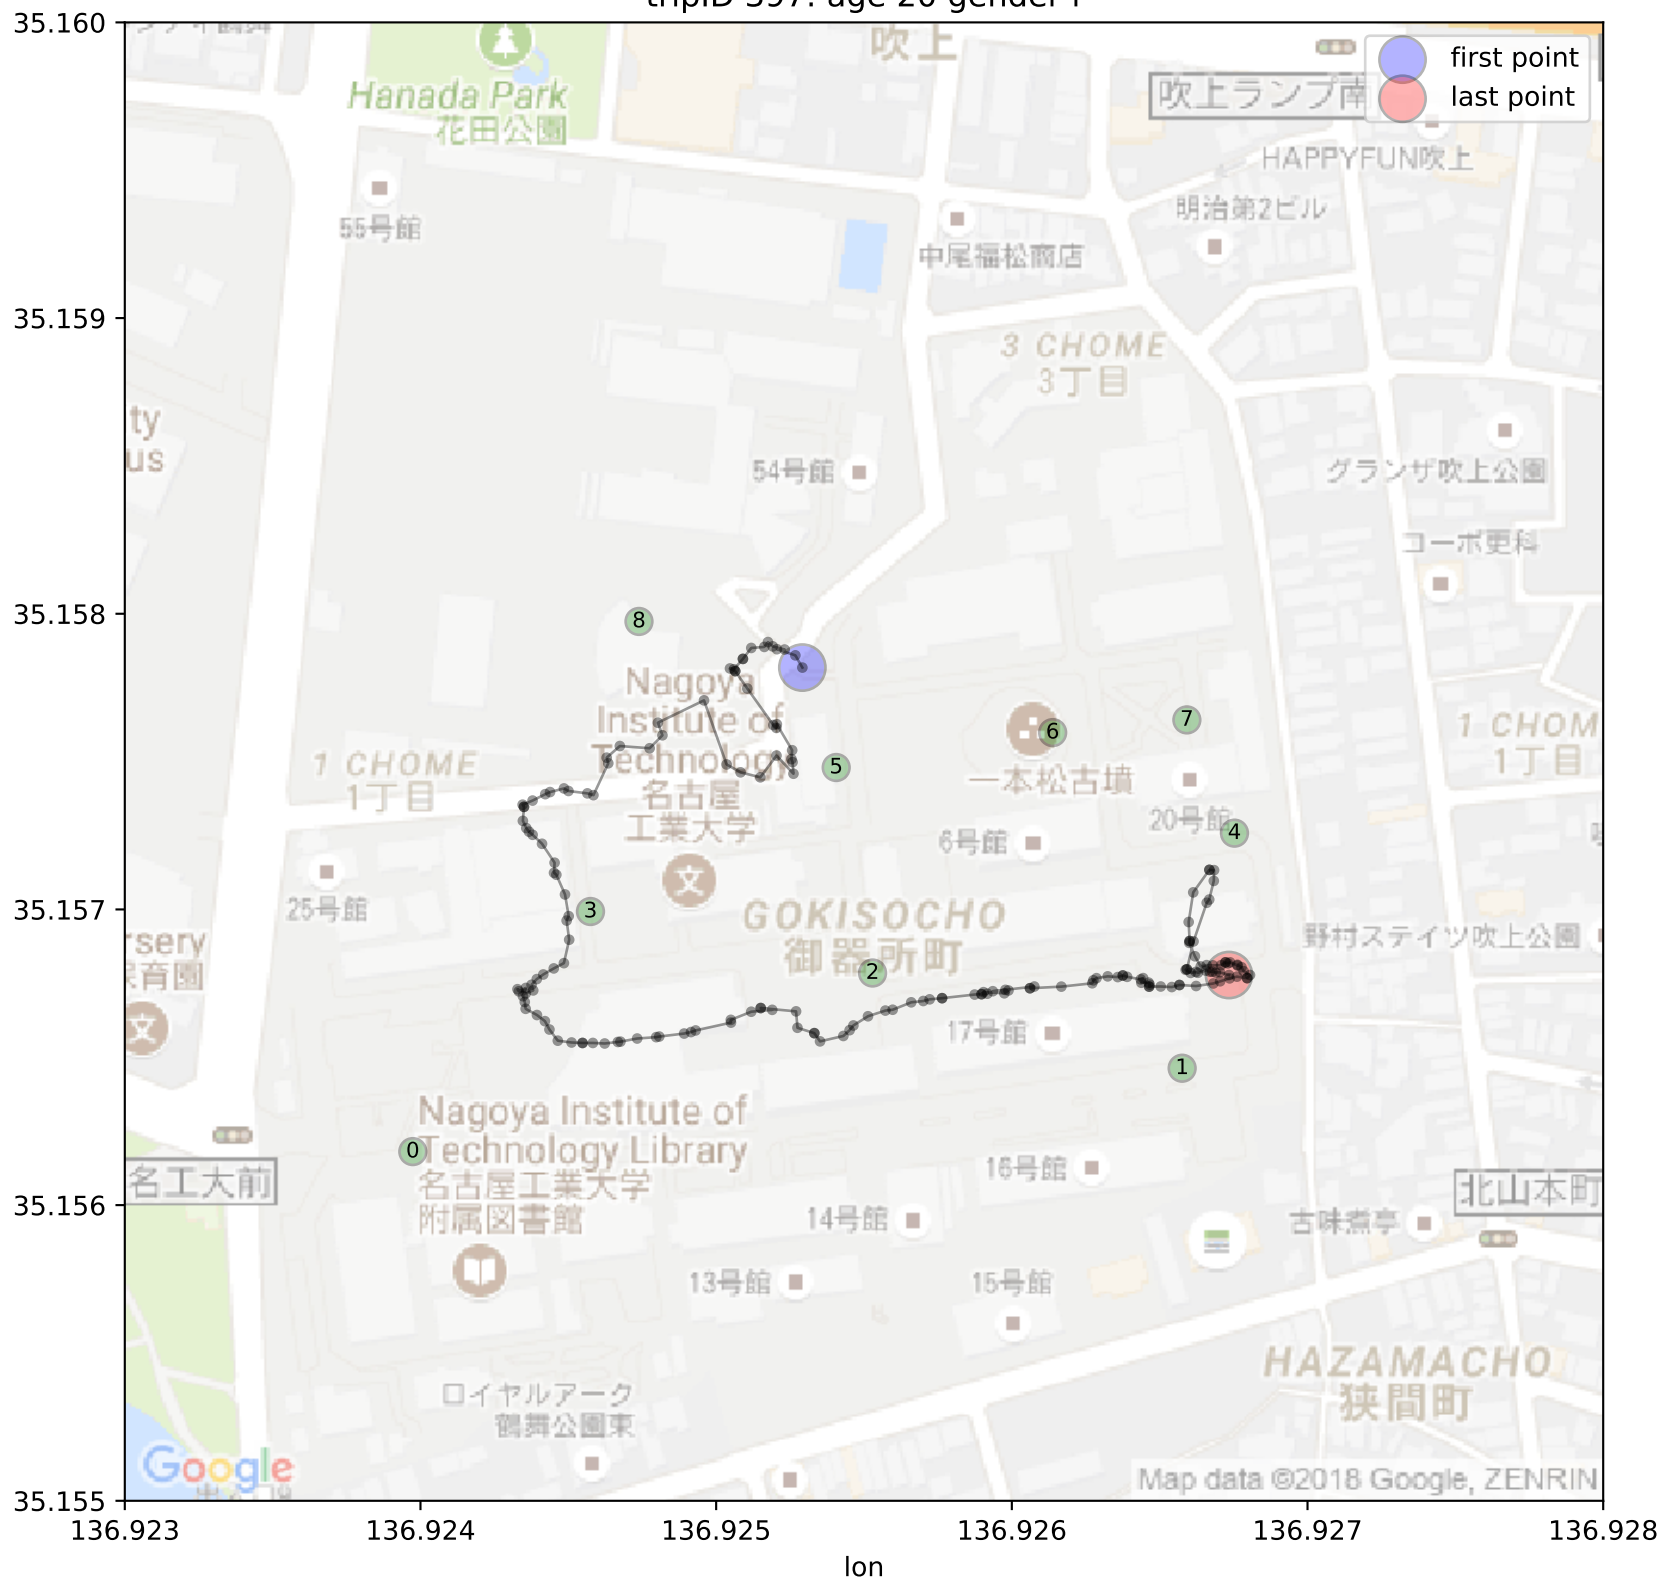 35.160
吹上
first point
last point
吹上ランプ南
Hanada Park
花田公園
HAPPYFUN吹上
明治第2ビル
55号館
中尾福松商店
35.159
3 CHOME
3丁目
ty
us
54号館
グランザ吹上公園
コーポ更科
35.158
8
Nagoya
Institute of
Technology
名古屋
工業大学
7
6
5
4
1 CHOME
1丁目
一本松古墳
1 CHOM
1丁目
20号館
6号館
25号館
35.157
3
GOKISOCHO
御器所町
2
野村ステイツ吹上公園
rsery
保育園
17号館
1
Nagoya Institute of
Technology Library
名古屋工業大学
附属図書館
0
名工大前
16号館
北山本町
35.156
14号館
古味煮亭
13号館
15号館
HAZAMACHO
狭間町
ロイヤルアーク
鶴舞公園東
Google
Map data ©2018 Google, ZENRIN
35.155
136.923
136.924
136.925
136.926
136.927
136.928
lon